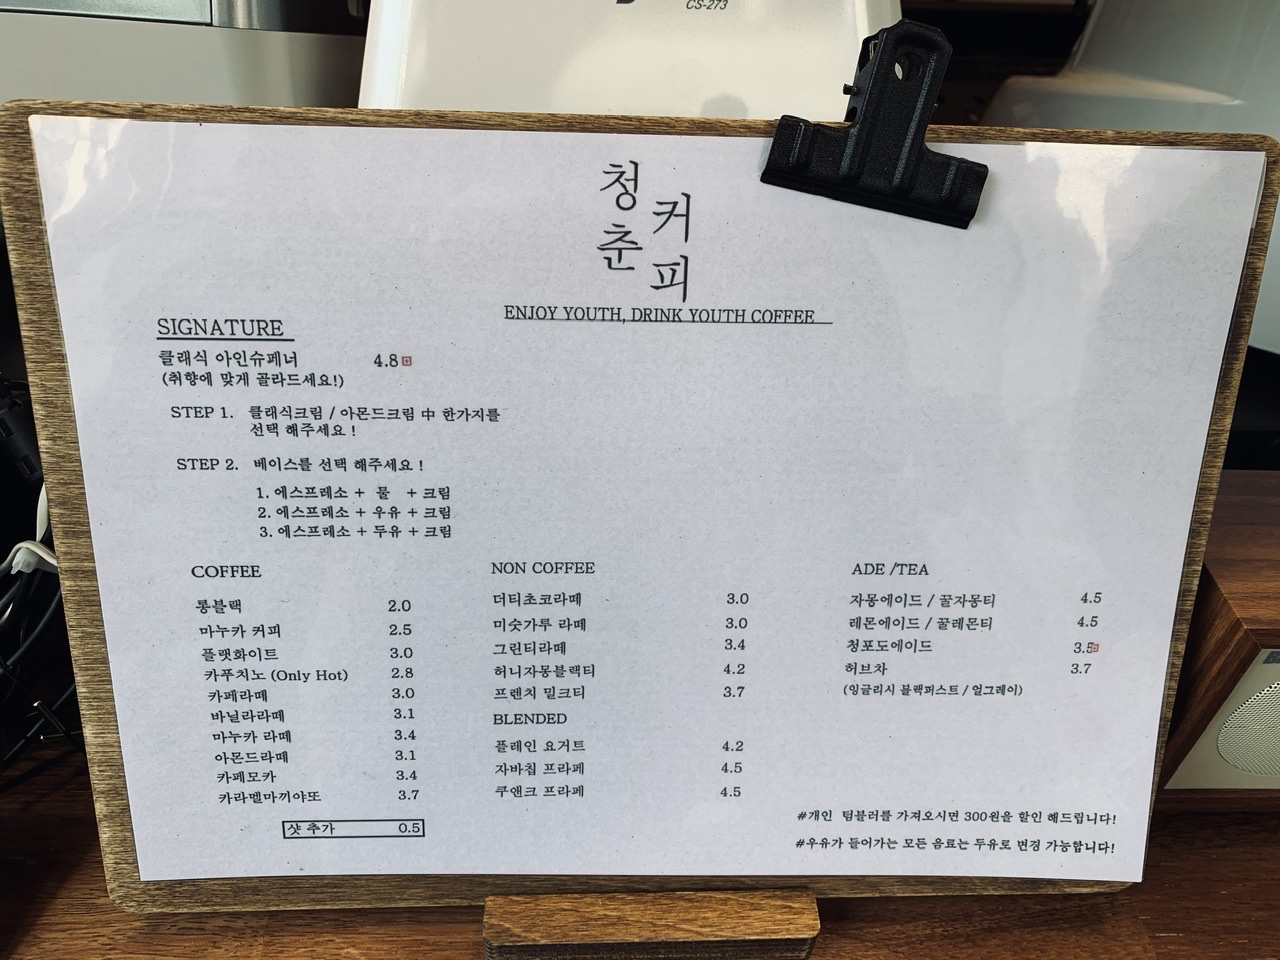 CS-273
청춘
커피
ENJOY YOUTH, DRINK YOUTH COFFEE
SIGNATURE
클래식 아인슈페너 4.8
(취향에 맞게 골라드세요!)
STEP 1. 클래식크림 / 아몬드크림 中 한가지를
선택 해주세요 !
STEP 2. 베이스를 선택 해주세요 !
1. 에스프레소 + 물 + 크림
2. 에스프레소 + 우유 + 크림
3. 에스프레소 + 두유 + 크림
COFFEE
롱블랙 2.0
마누카 커피 2.5
플랫화이트 3.0
카푸치노 (Only Hot) 2.8
카페라떼 3.0
바닐라라떼 3.1
마누카 라떼 3.4
아몬드라떼 3.1
카페모카 3.4
카라멜마끼야또 3.7
샷 추가 0.5
NON COFFEE
더티초코라떼 3.0
미숫가루 라떼 3.0
그린티라떼 3.4
허니자몽블랙티 4.2
프렌치 밀크티 3.7
BLENDED
플레인 요거트 4.2
자바칩 프라페 4.5
쿠앤크 프라페 4.5
ADE /TEA
자몽에이드 / 꿀자몽티 4.5
레몬에이드 / 꿀레몬티 4.5
청포도에이드 3.5
허브차 3.7
(잉글리시 블랙퍼스트 / 얼그레이)
#개인 텀블러를 가져오시면 300원을 할인 해드립니다!
#우유가 들어가는 모든 음료는 두유로 변경 가능합니다!